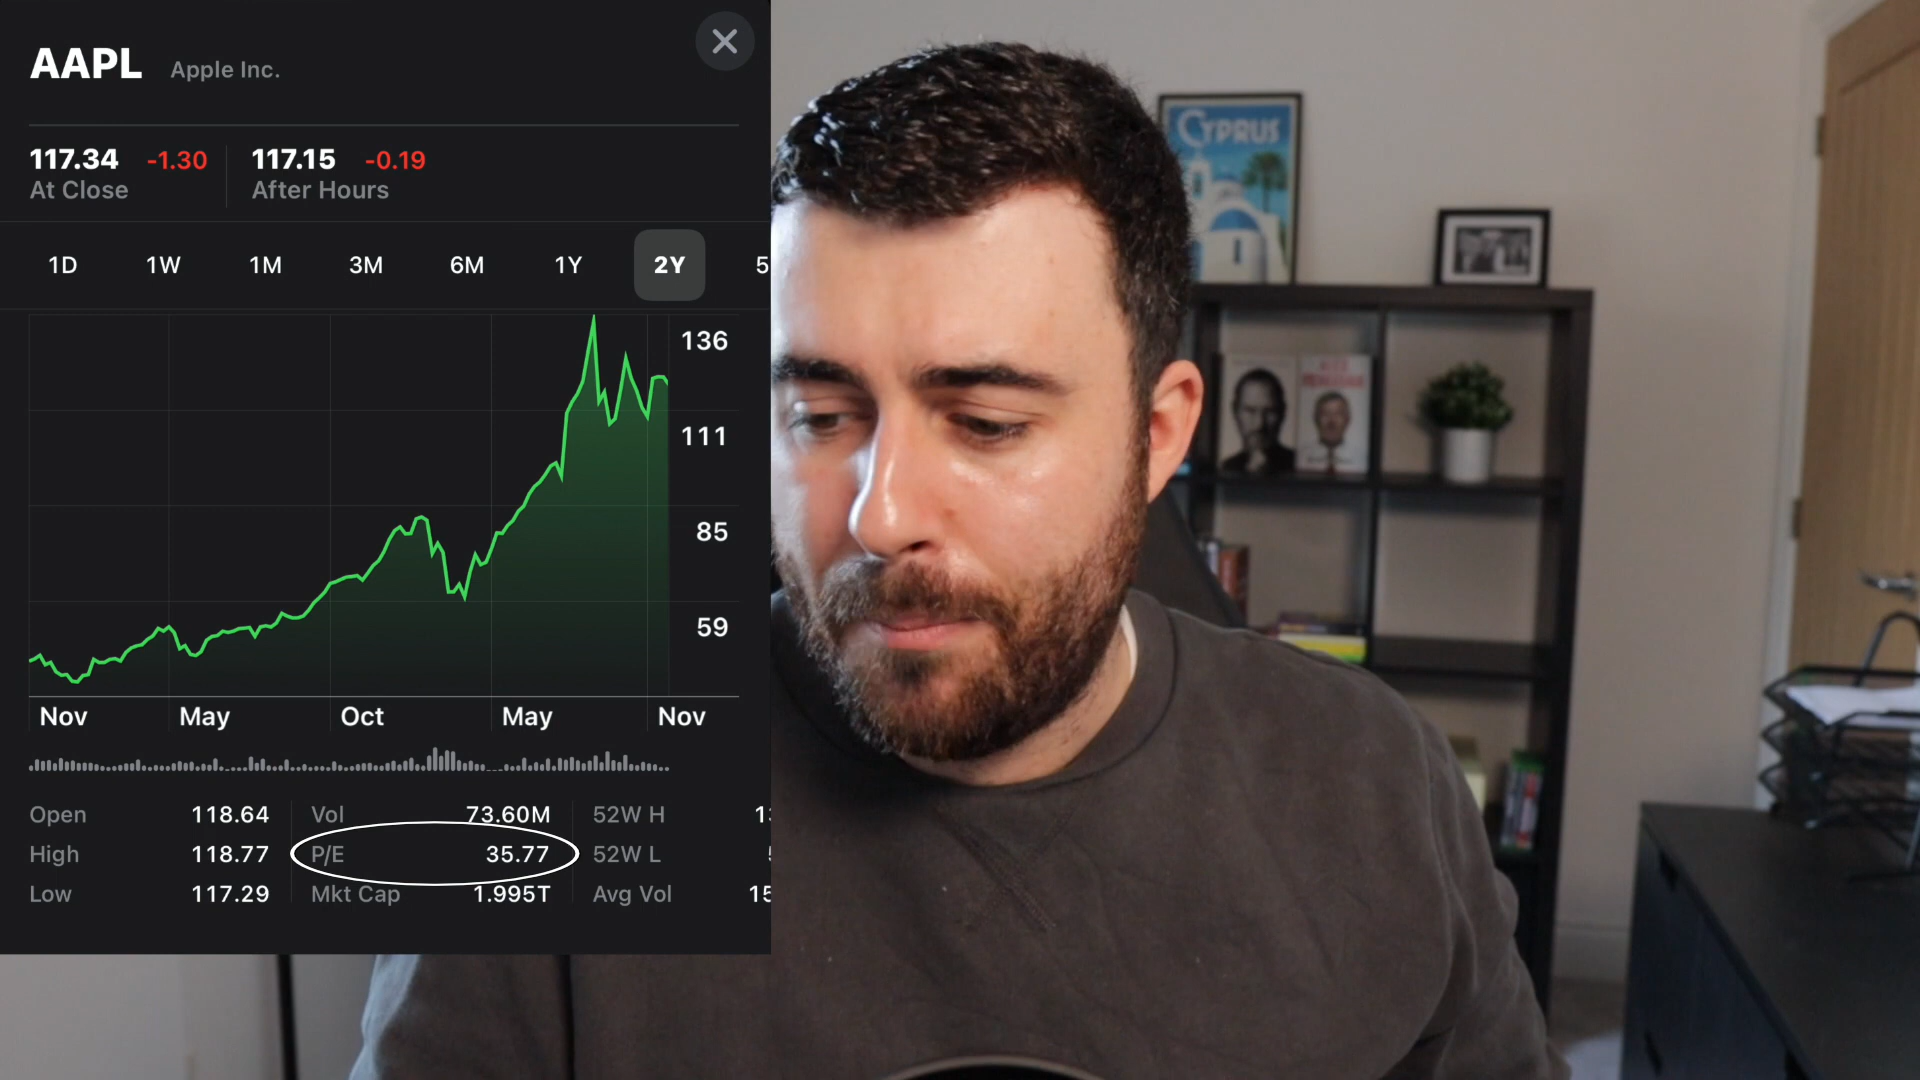 AAPL Apple Inc.
117.34 -1.30 117.15 -0.19
At Close After Hours
1D 1W 1M 3M 6M 1Y 2Y 5
136
111
85
59
Nov May Oct May Nov
Open 118.64 Vol 73.60M 52W H
High 118.77 P/E 35.77 52W L
Low 117.29 Mkt Cap 1.995T Avg Vol 15
CYPRUS